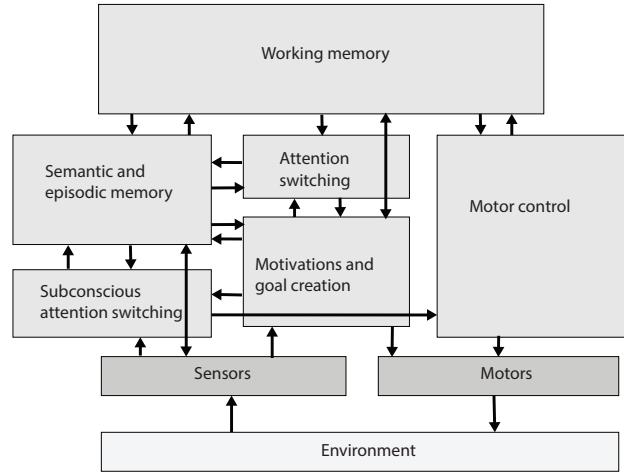 Working memory
Semantic and
episodic memory
Attention
switching
Motor control
Motivations and
goal creation
Subconscious
attention switching
Sensors
Motors
Environment